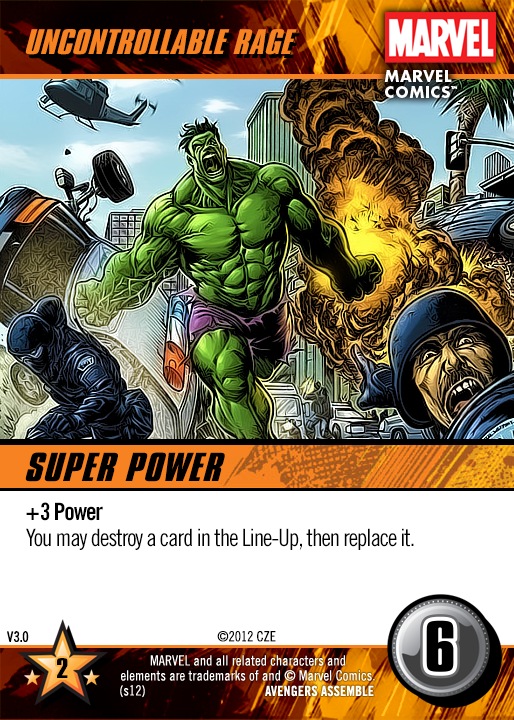 UNCONTROLLABLE RAGE
MARVEL
MARVEL
COMICS™
SUPER POWER
+3 Power
You may destroy a card in the Line-Up, then replace it.
V3.0
©2012 CZE
2
6
MARVEL and all related characters and
elements are trademarks of and © Marvel Comics.
(s12)
AVENGERS ASSEMBLE